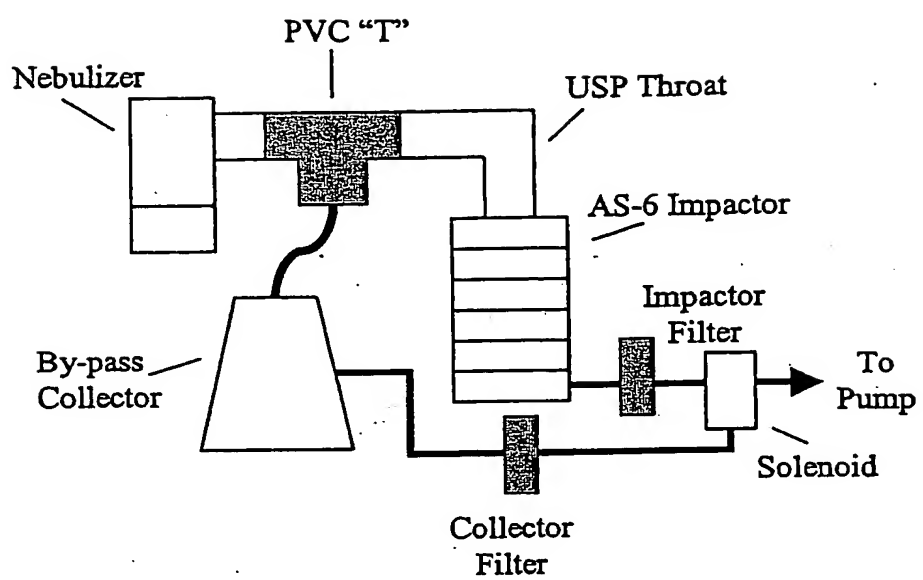 PVC “T”
Nebulizer
USP Throat
AS-6 Impactor
Impactor
Filter
By-pass
Collector
To
Pump
Solenoid
Collector
Filter